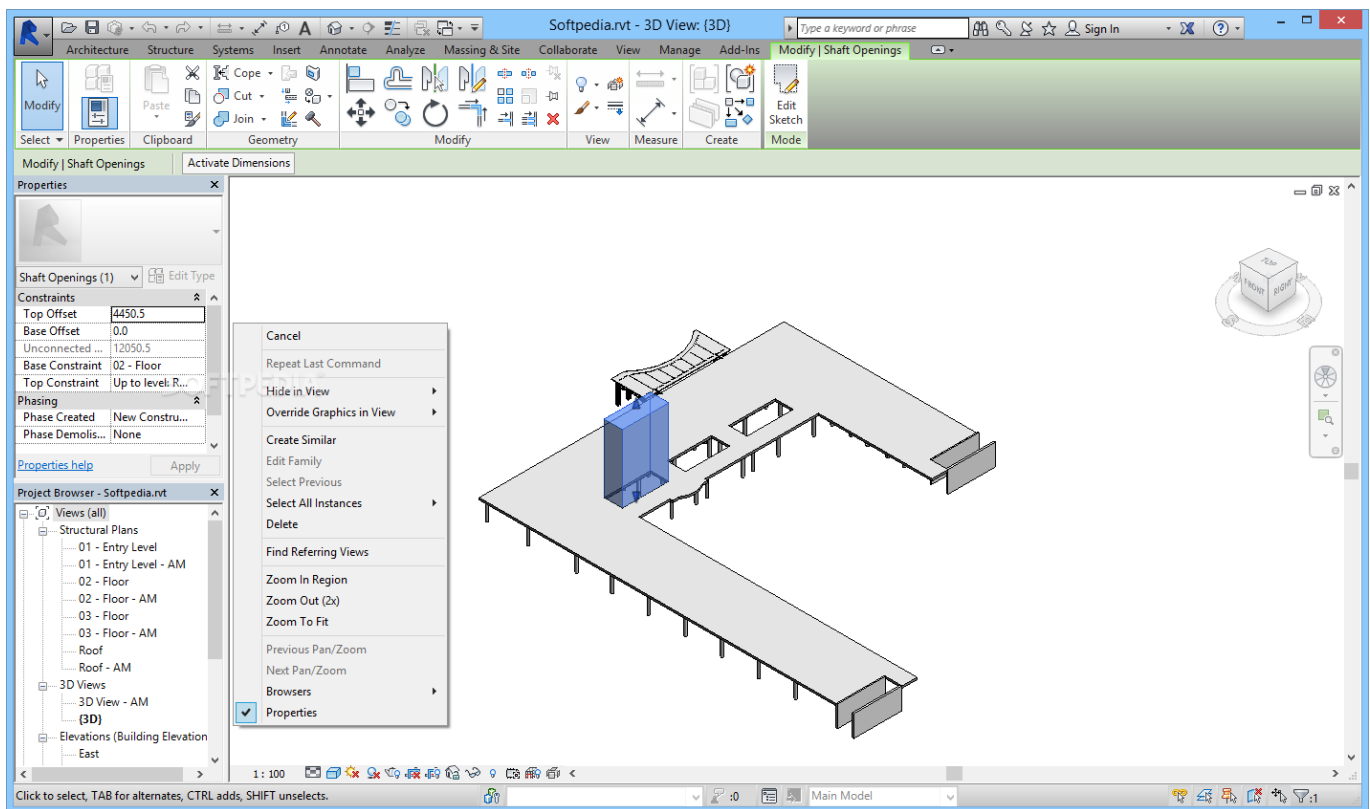 Softpedia.rvt - 3D View: {3D}
Type a keyword or phrase
Sign In
Architecture Structure Systems Insert Annotate Analyze Massing & Site Collaborate View Manage Add-Ins Modify | Shaft Openings
Modify
Paste
Cope
Cut
Join
Edit Sketch
Select Properties Clipboard Geometry Modify View Measure Create Mode
Modify | Shaft Openings Activate Dimensions
Properties
Shaft Openings (1) Edit Type
Constraints
Top Offset 4450.5
Base Offset 0.0
Unconnected ... 12050.5
Base Constraint 02 - Floor
Top Constraint Up to level: R...
Phasing
Phase Created New Constru...
Phase Demolis... None
Properties help Apply
Project Browser - Softpedia.rvt
Views (all)
Structural Plans
01 - Entry Level
01 - Entry Level - AM
02 - Floor
02 - Floor - AM
03 - Floor
03 - Floor - AM
Roof
Roof - AM
3D Views
3D View - AM
{3D}
Elevations (Building Elevation
East
SOFTPEDIA
Cancel
Repeat Last Command
Hide in View
Override Graphics in View
Create Similar
Edit Family
Select Previous
Select All Instances
Delete
Find Referring Views
Zoom In Region
Zoom Out (2x)
Zoom To Fit
Previous Pan/Zoom
Next Pan/Zoom
Browsers
Properties
TOP
FRONT
RIGHT
1 : 100
Click to select, TAB for alternates, CTRL adds, SHIFT unselects.
:0
Main Model
:1